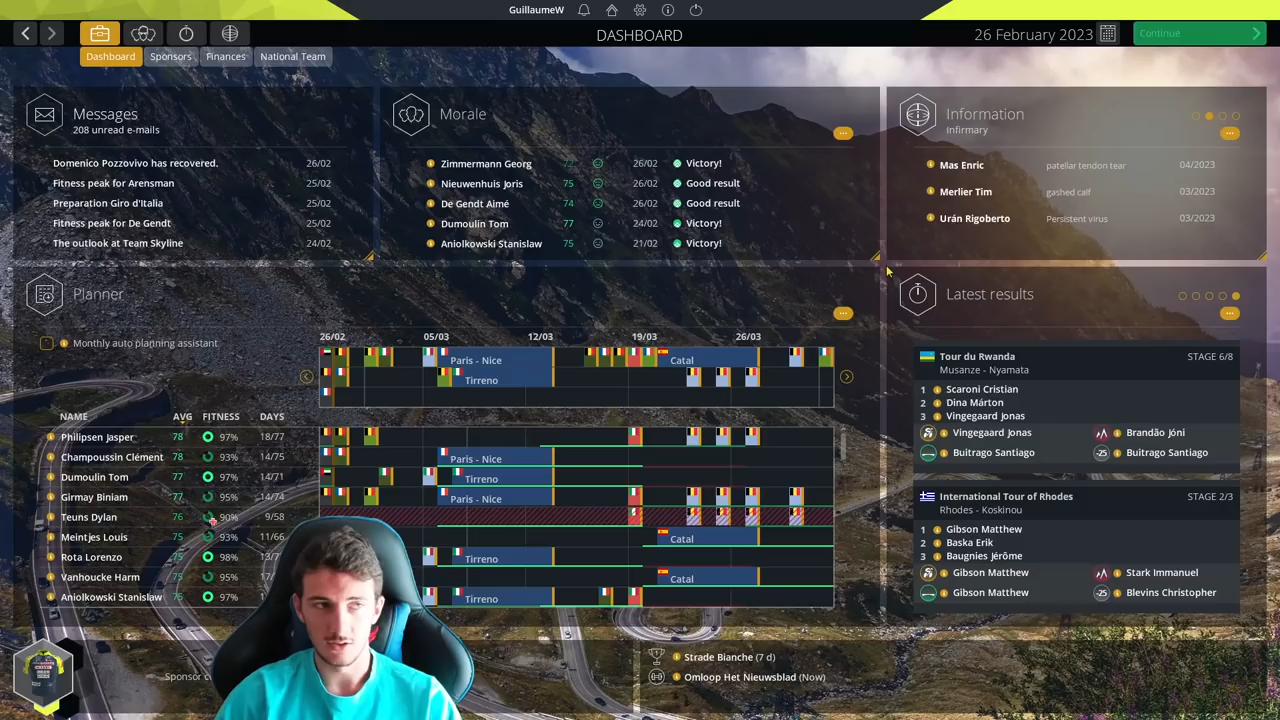 GuillaumeW
DASHBOARD
26 February 2023
Continue
Dashboard
Sponsors
Finances
National Team
Messages
208 unread e-mails
Domenico Pozzovivo has recovered. 26/02
Fitness peak for Arensman 25/02
Preparation Giro d'Italia 25/02
Fitness peak for De Gendt 25/02
The outlook at Team Skyline 24/02
Morale
Zimmermann Georg 26/02 Victory!
Nieuwenhuis Joris 75 26/02 Good result
De Gendt Aimé 74 26/02 Good result
Dumoulin Tom 77 24/02 Victory!
Aniolkowski Stanislaw 75 21/02 Victory!
Information
Infirmary
Mas Enric patellar tendon tear 04/2023
Merlier Tim gashed calf 03/2023
Urán Rigoberto Persistent virus 03/2023
Planner
Monthly auto planning assistant
26/02 05/03 12/03 19/03 26/03
Paris - Nice Catal
Tirreno
NAME AVG FITNESS DAYS
Philipsen Jasper 78 97% 18/77
Champoussin Clément 78 93% 14/75 Paris - Nice
Dumoulin Tom 77 97% 14/71 Tirreno
Girmay Biniam 77 95% 14/74 Paris - Nice
Teuns Dylan 76 90% 9/58
Meintjes Louis 75 93% 11/66 Catal
Rota Lorenzo 75 98% Tirreno
Vanhoucke Harm 75 95% Catal
Aniolkowski Stanislaw 75 97% Tirreno
Latest results
Tour du Rwanda STAGE 6/8
Musanze - Nyamata
1 Scaroni Cristian
2 Dina Márton
3 Vingegaard Jonas
Vingegaard Jonas Brandão Jóni
Buitrago Santiago -25 Buitrago Santiago
International Tour of Rhodes STAGE 2/3
Rhodes - Koskinou
1 Gibson Matthew
2 Baska Erik
3 Baugnies Jérôme
Gibson Matthew Stark Immanuel
Gibson Matthew -25 Blevins Christopher
Sponsor
Strade Bianche (7 d)
Omloop Het Nieuwsblad (Now)